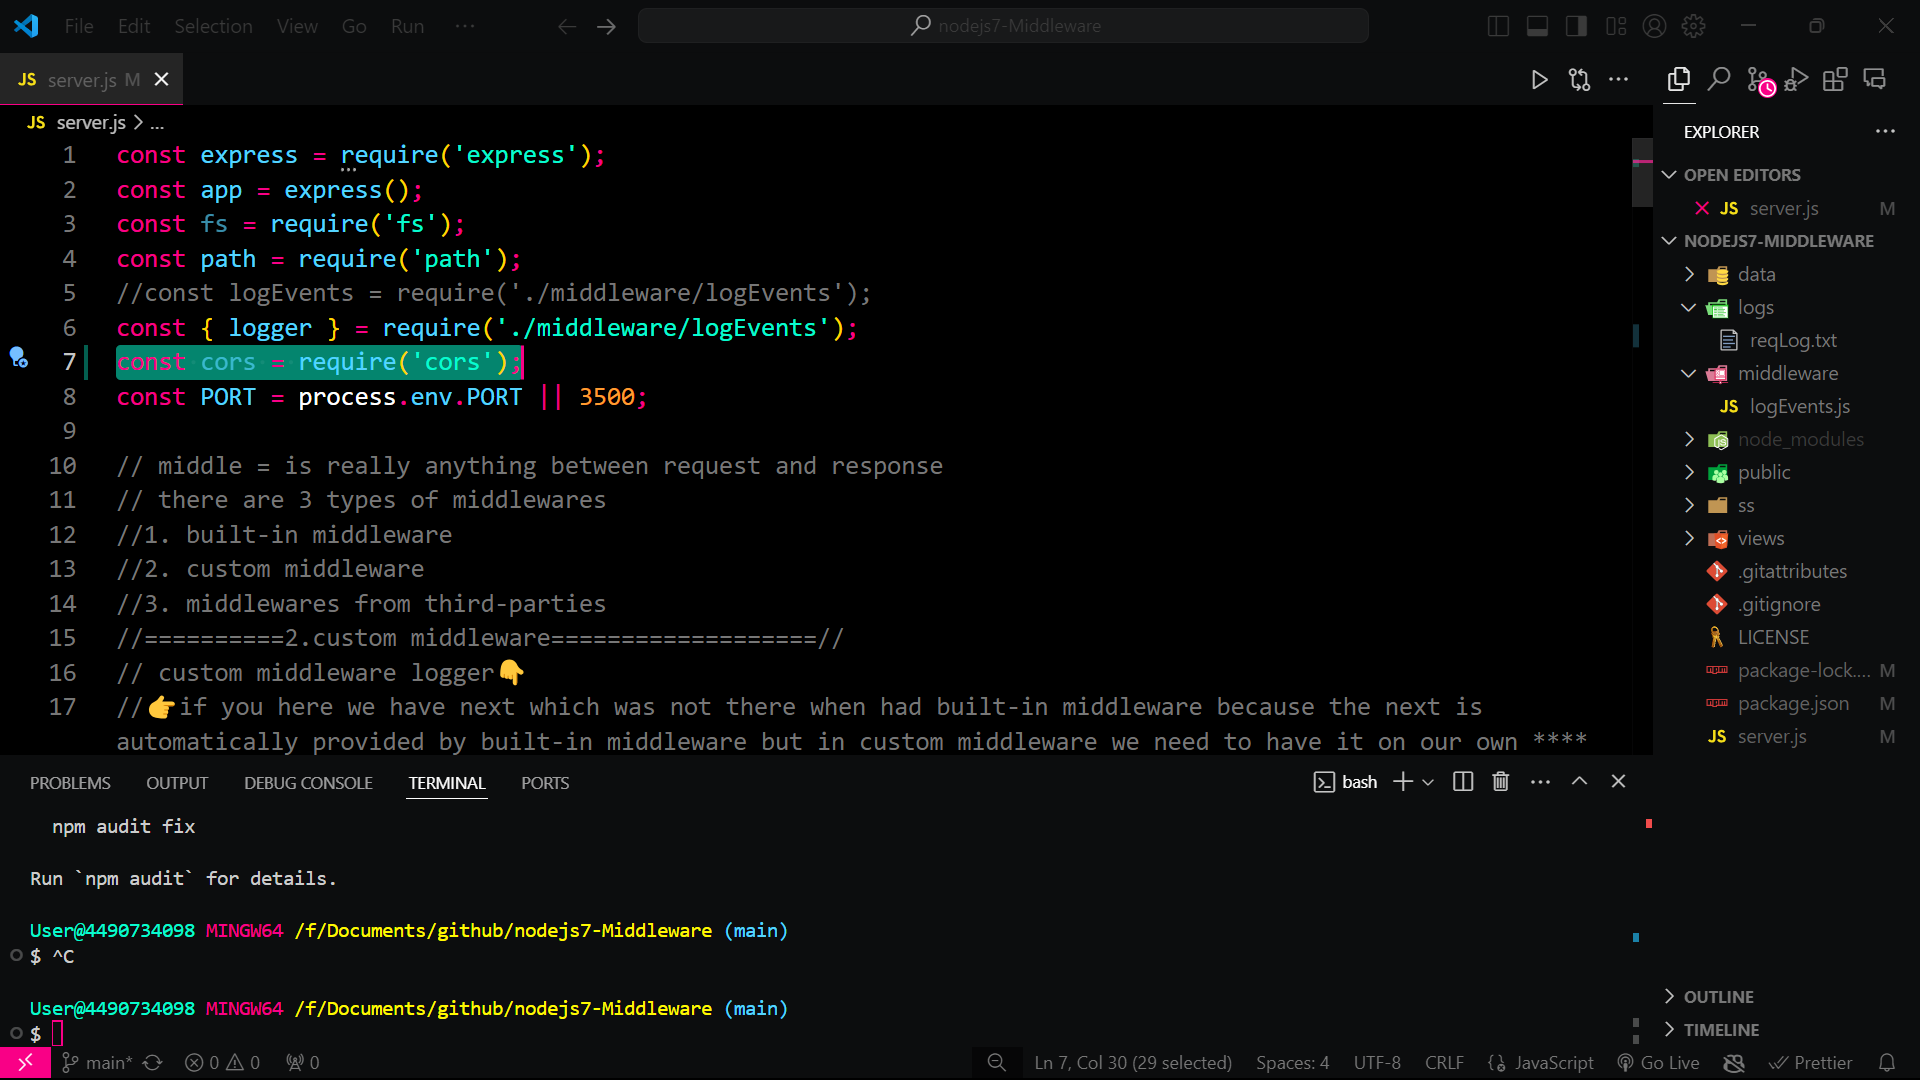 File Edit Selection View Go Run ··· nodejs7-Middleware
JS server.js M
JS server.js > ...
1 const express = require('express');
2 const app = express();
3 const fs = require('fs');
4 const path = require('path');
5 //const logEvents = require('./middleware/logEvents');
6 const { logger } = require('./middleware/logEvents');
7 const cors = require('cors');
8 const PORT = process.env.PORT || 3500;
9
10 // middle = is really anything between request and response
11 // there are 3 types of middlewares
12 //1. built-in middleware
13 //2. custom middleware
14 //3. middlewares from third-parties
15 //==========2.custom middleware===================//
16 // custom middleware logger👇
17 //👉if you here we have next which was not there when had built-in middleware because the next is
automatically provided by built-in middleware but in custom middleware we need to have it on our own ****
PROBLEMS OUTPUT DEBUG CONSOLE TERMINAL PORTS bash
npm audit fix
Run `npm audit` for details.
User@4490734098 MINGW64 /f/Documents/github/nodejs7-Middleware (main)
$ ^C
User@4490734098 MINGW64 /f/Documents/github/nodejs7-Middleware (main)
$
EXPLORER
OPEN EDITORS
JS server.js M
NODEJS7-MIDDLEWARE
data
logs
reqLog.txt
middleware
JS logEvents.js
node_modules
public
ss
views
.gitattributes
.gitignore
LICENSE
package-lock.... M
package.json M
JS server.js M
OUTLINE
TIMELINE
main* 0 0 0 Ln 7, Col 30 (29 selected) Spaces: 4 UTF-8 CRLF {} JavaScript Go Live Prettier